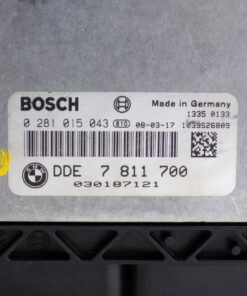 BOSCH Made in Germany
1335 0133
0 281 015 043 910 08-03-17 1039S26809
DDE 7 811 700
030187121